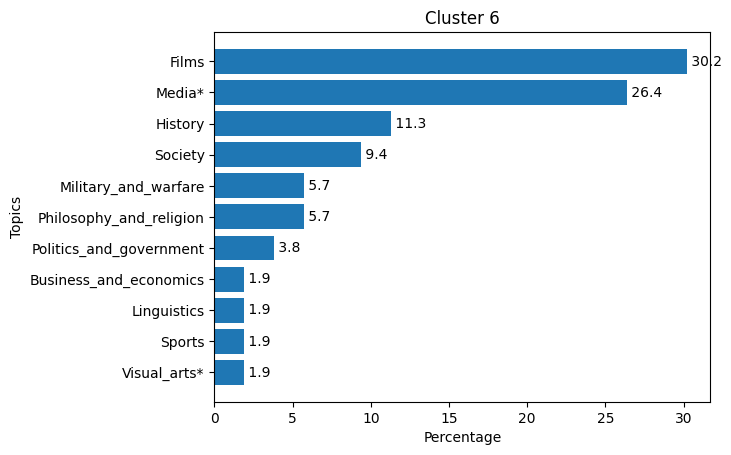 Cluster 6
Topics
Films 30.2
Media* 26.4
History 11.3
Society 9.4
Military_and_warfare 5.7
Philosophy_and_religion 5.7
Politics_and_government 3.8
Business_and_economics 1.9
Linguistics 1.9
Sports 1.9
Visual_arts* 1.9
0 5 10 15 20 25 30
Percentage